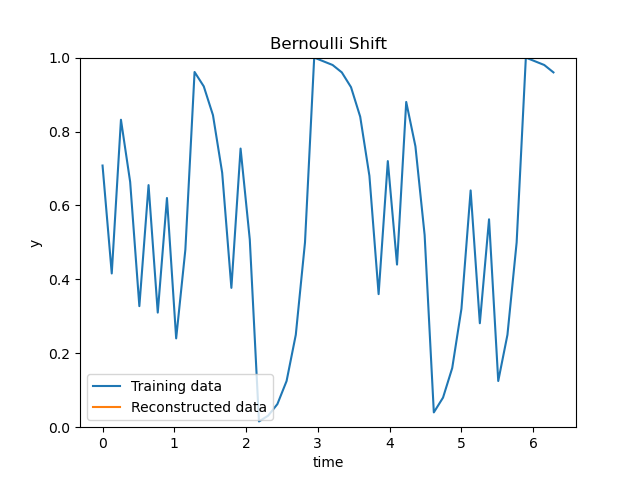 Bernoulli Shift
y
1.0
0.8
0.6
0.4
0.2
0.0
Training data
Reconstructed data
0 1 2 3 4 5 6
time